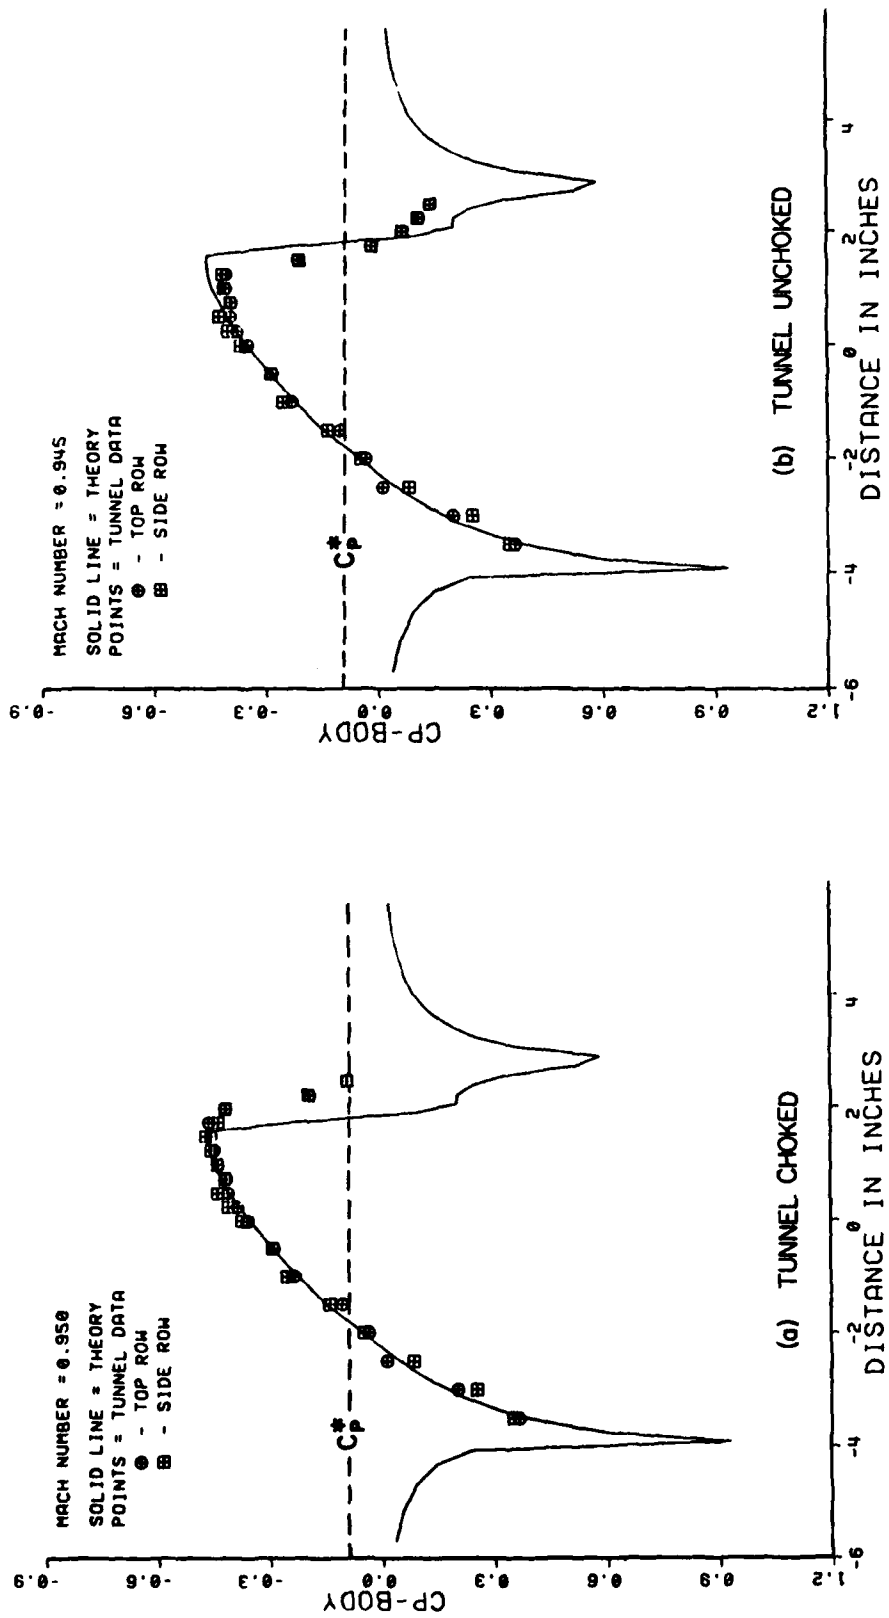 MACH NUMBER = 0.950
SOLID LINE = THEORY
POINTS = TUNNEL DATA
⊕ - TOP ROW
⊞ - SIDE ROW
-0.9
-0.6
-0.3
0.0
0.3
0.6
0.9
1.2
CP-BODY
C*P
-6
-4
-2
0
2
4
DISTANCE IN INCHES
(a) TUNNEL CHOKED
MACH NUMBER = 0.945
SOLID LINE = THEORY
POINTS = TUNNEL DATA
⊕ - TOP ROW
⊞ - SIDE ROW
-0.9
-0.6
-0.3
0.0
0.3
0.6
0.9
1.2
CP-BODY
C*P
-6
-4
-2
0
2
4
DISTANCE IN INCHES
(b) TUNNEL UNCHOKED